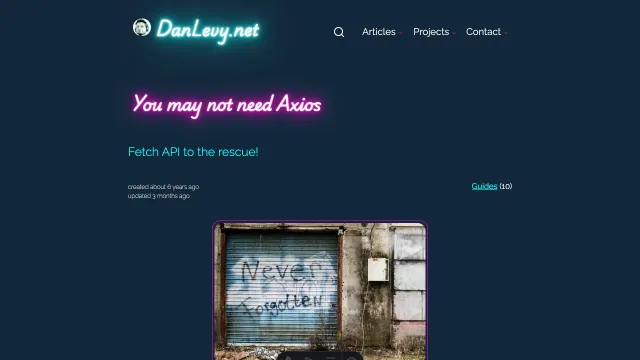 DanLevy.net
Articles
Projects
Contact
You may not need Axios
Fetch API to the rescue!
created about 6 years ago
updated 3 months ago
Guides (10)
Never
Forgotten